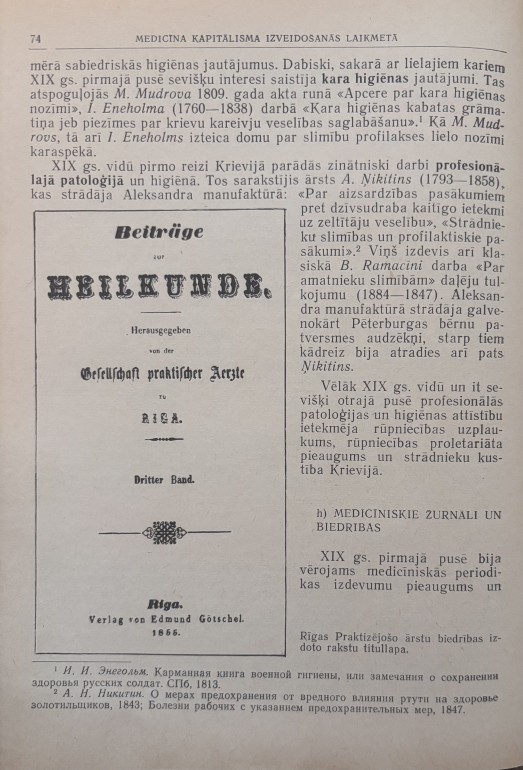 74 MEDICĪNA KAPITĀLISMA IZVEIDOŠANĀS LAIKMETĀ
mērā sabiedriskās higiēnas jautājumus. Dabiski, sakarā ar lielajiem kariem
XIX gs. pirmajā pusē sevišķu interesi saistīja kara higiēnas jautājumi. Tas
atspoguļojās M. Mudrova 1809. gada akta runā «Apcere par kara higiēnas
nozīmi», I. Eneholma (1760—1838) darbā «Kara higiēnas kabatas grāma-
tiņa jeb piezīmes par krievu kareivju veselības saglabāšanu».¹ Kā M. Mud-
rovs, tā arī I. Eneholms izteica domu par slimību profilakses lielo nozīmi
karaspēkā.
XIX gs. vidū pirmo reizi Krievijā parādās zinātniski darbi profesionā-
lajā patoloģijā un higiēnā. Tos sarakstījis ārsts A. Ņikitins (1793—1858),
kas strādāja Aleksandra manufaktūrā: «Par aizsardzības pasākumiem
pret dzīvsudraba kaitīgo ietekmi
uz zeltītāju veselību», «Strādnie-
ku slimības un profilaktiskie pa-
sākumi».² Viņš izdevis arī kla-
siskā B. Ramacini darba «Par
amatnieku slimībām» daļēju tul-
kojumu (1884—1847). Aleksan-
dra manufaktūrā strādāja galve-
nokārt Pēterburgas bērnu pa-
tversmes audzēkņi, starp tiem
kādreiz bija atradies arī pats
Ņikitins.
Vēlāk XIX gs. vidū un it se-
višķi otrajā pusē profesionālās
patoloģijas un higiēnas attīstību
ietekmēja rūpniecības uzplau-
kums, rūpniecības proletariāta
pieaugums un strādnieku kus-
tība Krievijā.
h) MEDICĪNISKIE ŽURNĀLI UN
BIEDRĪBAS
XIX gs. pirmajā pusē bija
vērojams medicīniskās periodi-
kas izdevumu pieaugums un
Beiträge
zur
HEILKUNDE.
Herausgegeben
von der
Gesellschaft praktischer Aerzte
zu
RIGA.
Dritter Band.
Riga.
Verlag von Edmund Götschel.
1855.
Rīgas Praktizējošo ārstu biedrības iz-
doto rakstu titullapa.
¹ И. И. Энегольм. Карманная книга военной гигиены, или замечания о сохранении
здоровья русских солдат. СПб, 1813.
² А. Н. Никитин. О мерах предохранения от вредного влияния ртути на здоровье
золотильщиков, 1843; Болезни рабочих с указанием предохранительных мер, 1847.